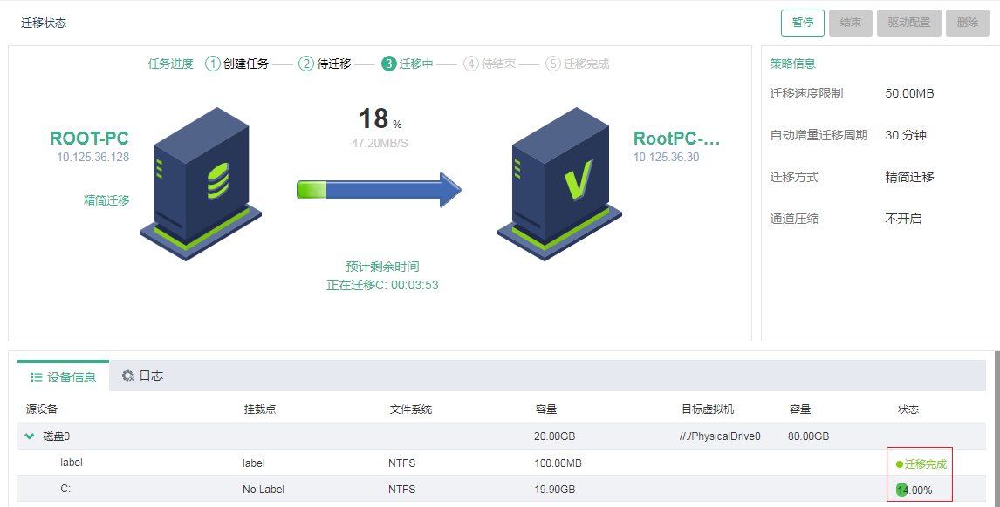 迁移状态 暂停 结束 驱动配置 删除
任务进度 1 创建任务 2 待迁移 3 迁移中 4 待结束 5 迁移完成
18 %
47.20MB/S
ROOT-PC
10.125.36.128
精简迁移
RootPC-...
10.125.36.30
预计剩余时间
正在迁移C: 00:03:53
策略信息
迁移速度限制 50.00MB
自动增量迁移周期 30 分钟
迁移方式 精简迁移
通道压缩 不开启
设备信息 日志
源设备 挂载点 文件系统 容量 目标虚拟机 容量 状态
磁盘0 20.00GB //./PhysicalDrive0 80.00GB
label label NTFS 100.00MB 迁移完成
C: No Label NTFS 19.90GB 14.00%